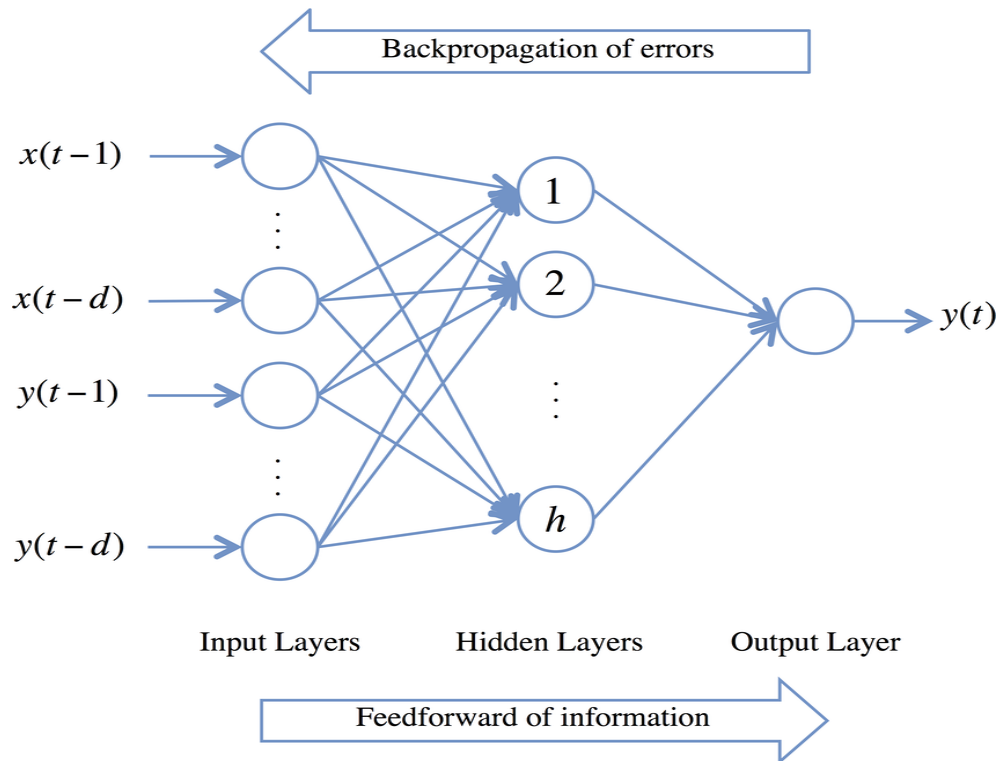 Backpropagation of errors
x(t − 1)
x(t − d)
y(t − 1)
y(t − d)
1
2
h
y(t)
Input Layers
Hidden Layers
Output Layer
Feedforward of information